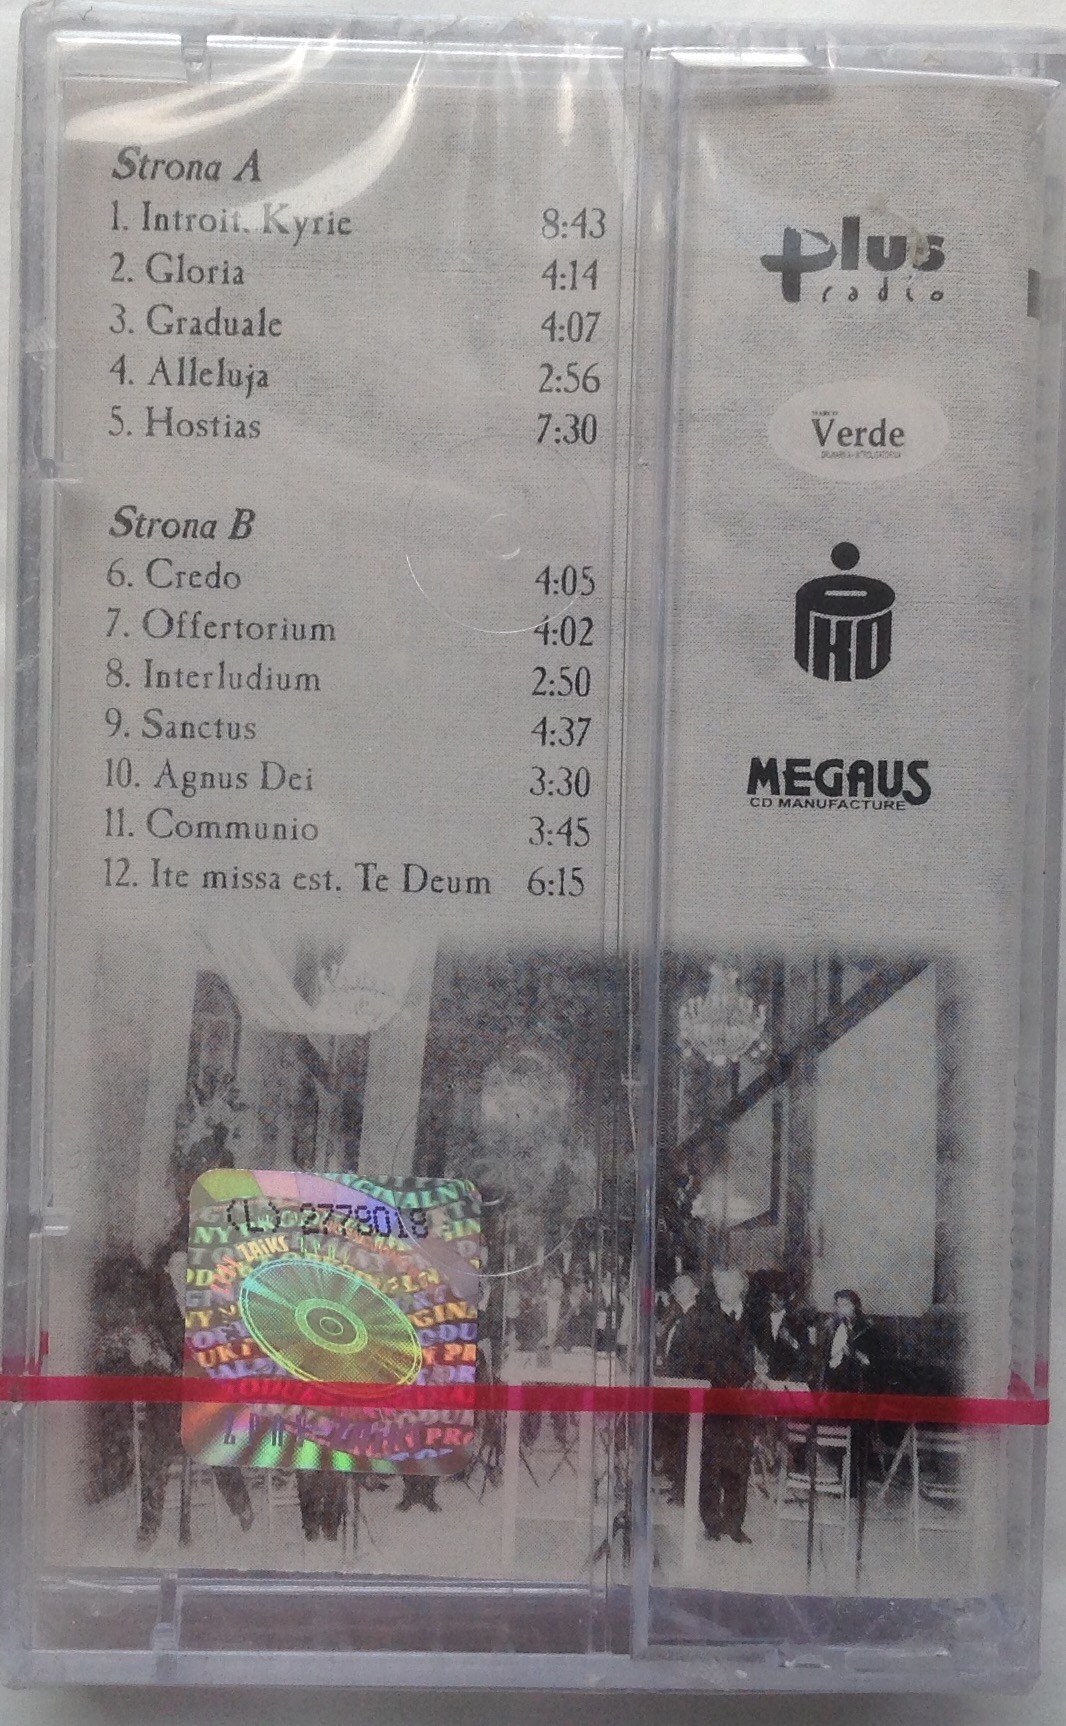 Strona A
1. Introit. Kyrie 8:43
2. Gloria 4:14
3. Graduale 4:07
4. Alleluja 2:56
5. Hostias 7:30
Strona B
6. Credo 4:05
7. Offertorium 4:02
8. Interludium 2:50
9. Sanctus 4:37
10. Agnus Dei 3:30
11. Communio 3:45
12. Ite missa est. Te Deum 6:15
plus
radio
Verde
PKO
MEGAUS
CD MANUFACTURE
ZAiKS